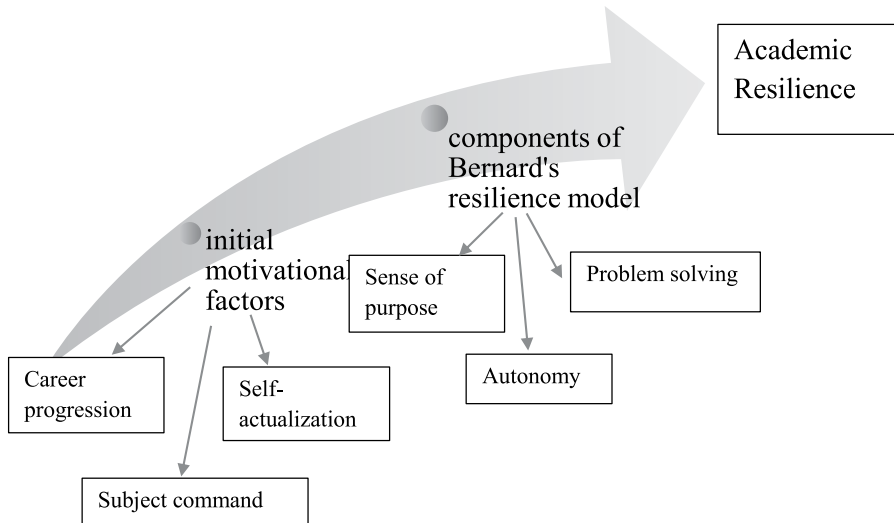 Academic
Resilience
components of
Bernard's
resilience model
initial
motivational
factors
Sense of
purpose
Problem solving
Autonomy
Career
progression
Self-
actualization
Subject command